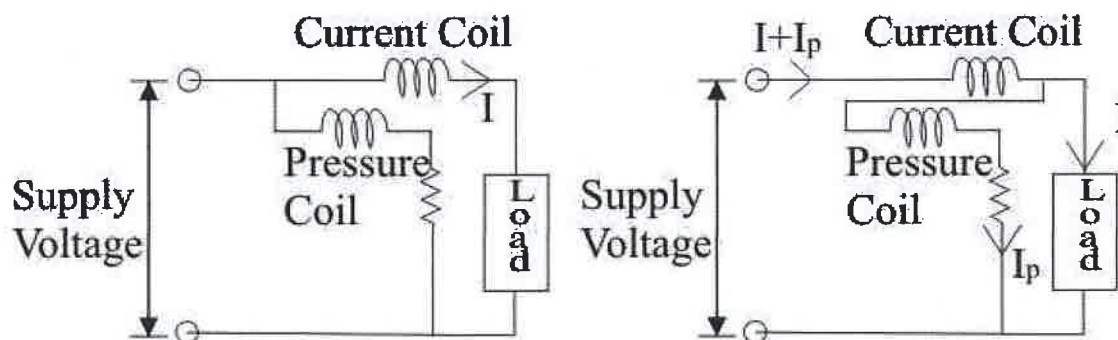 Current Coil
I
Pressure
Coil
Supply
Voltage
Load
I+Ip
Current Coil
I
Pressure
Coil
Supply
Voltage
Ip
Load